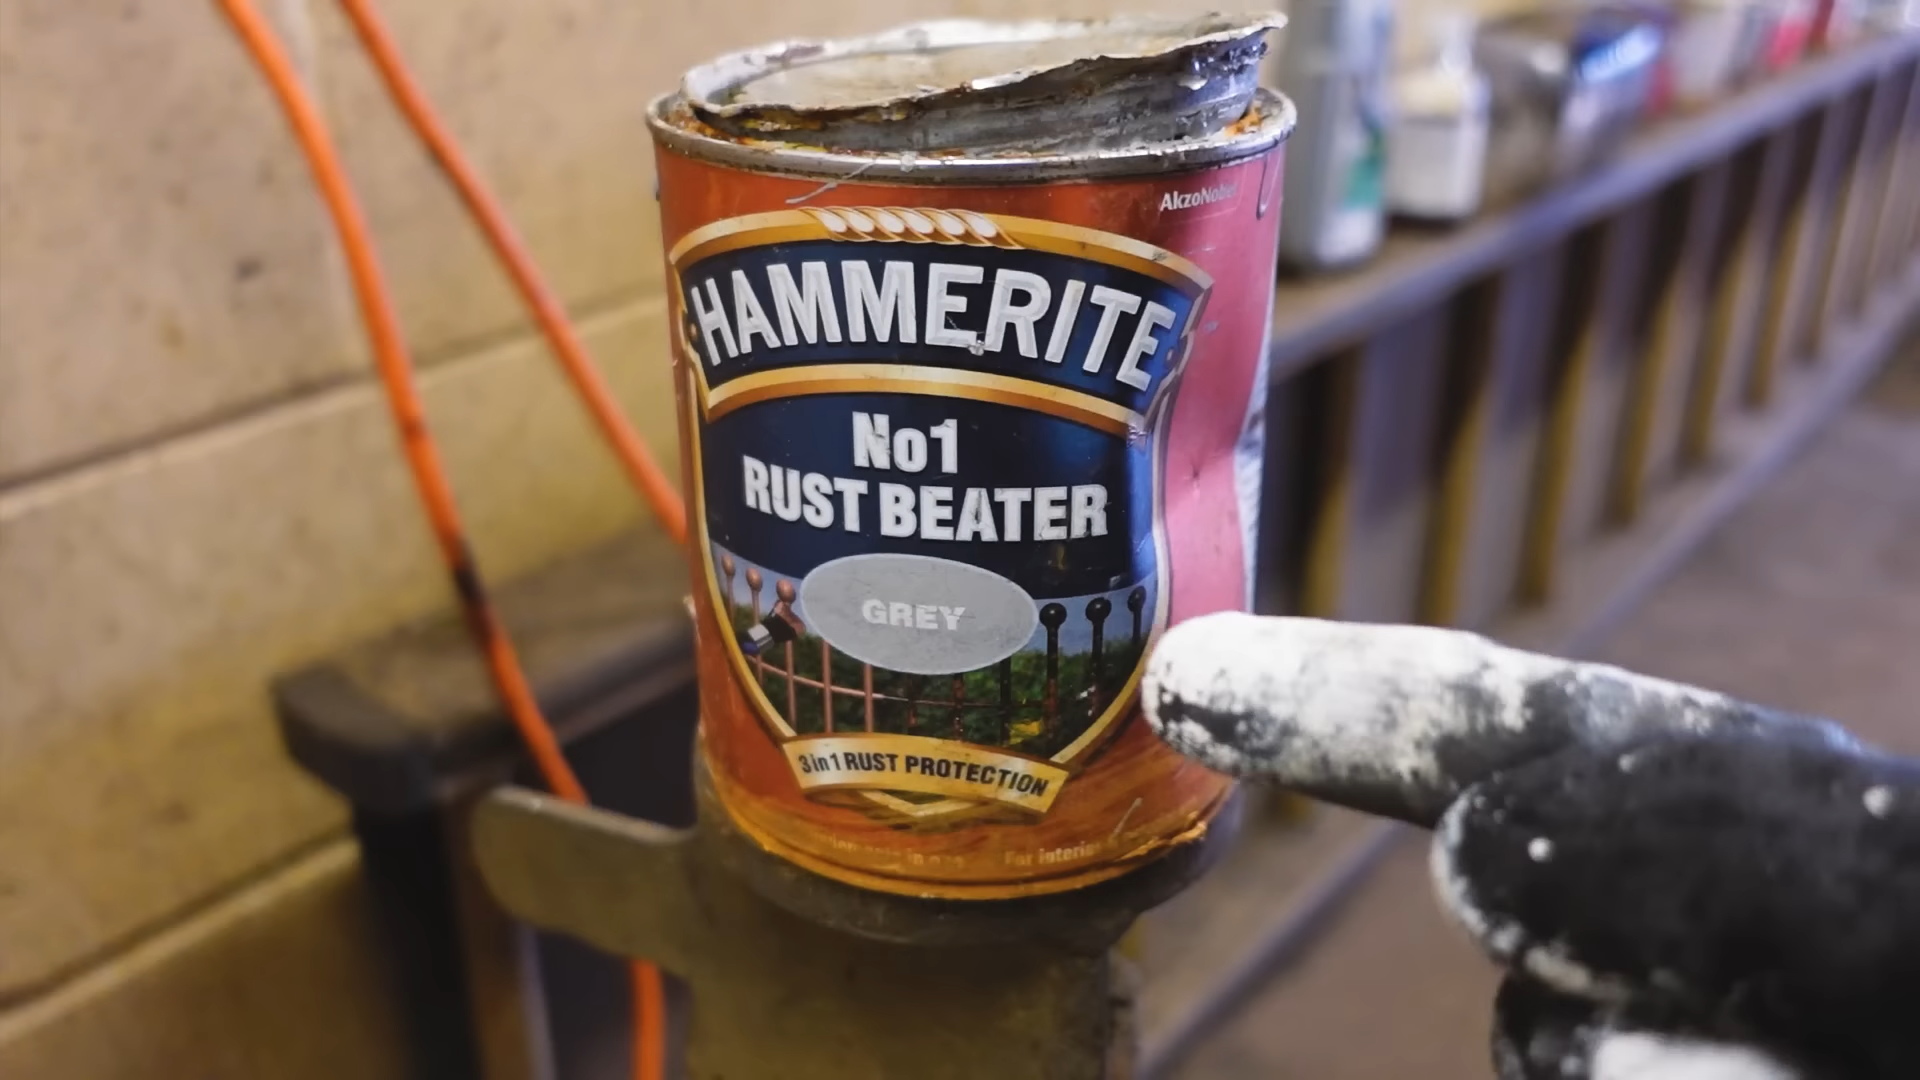 AkzoNobel
HAMMERITE
No1
RUST BEATER
GREY
3in1 RUST PROTECTION
For interior